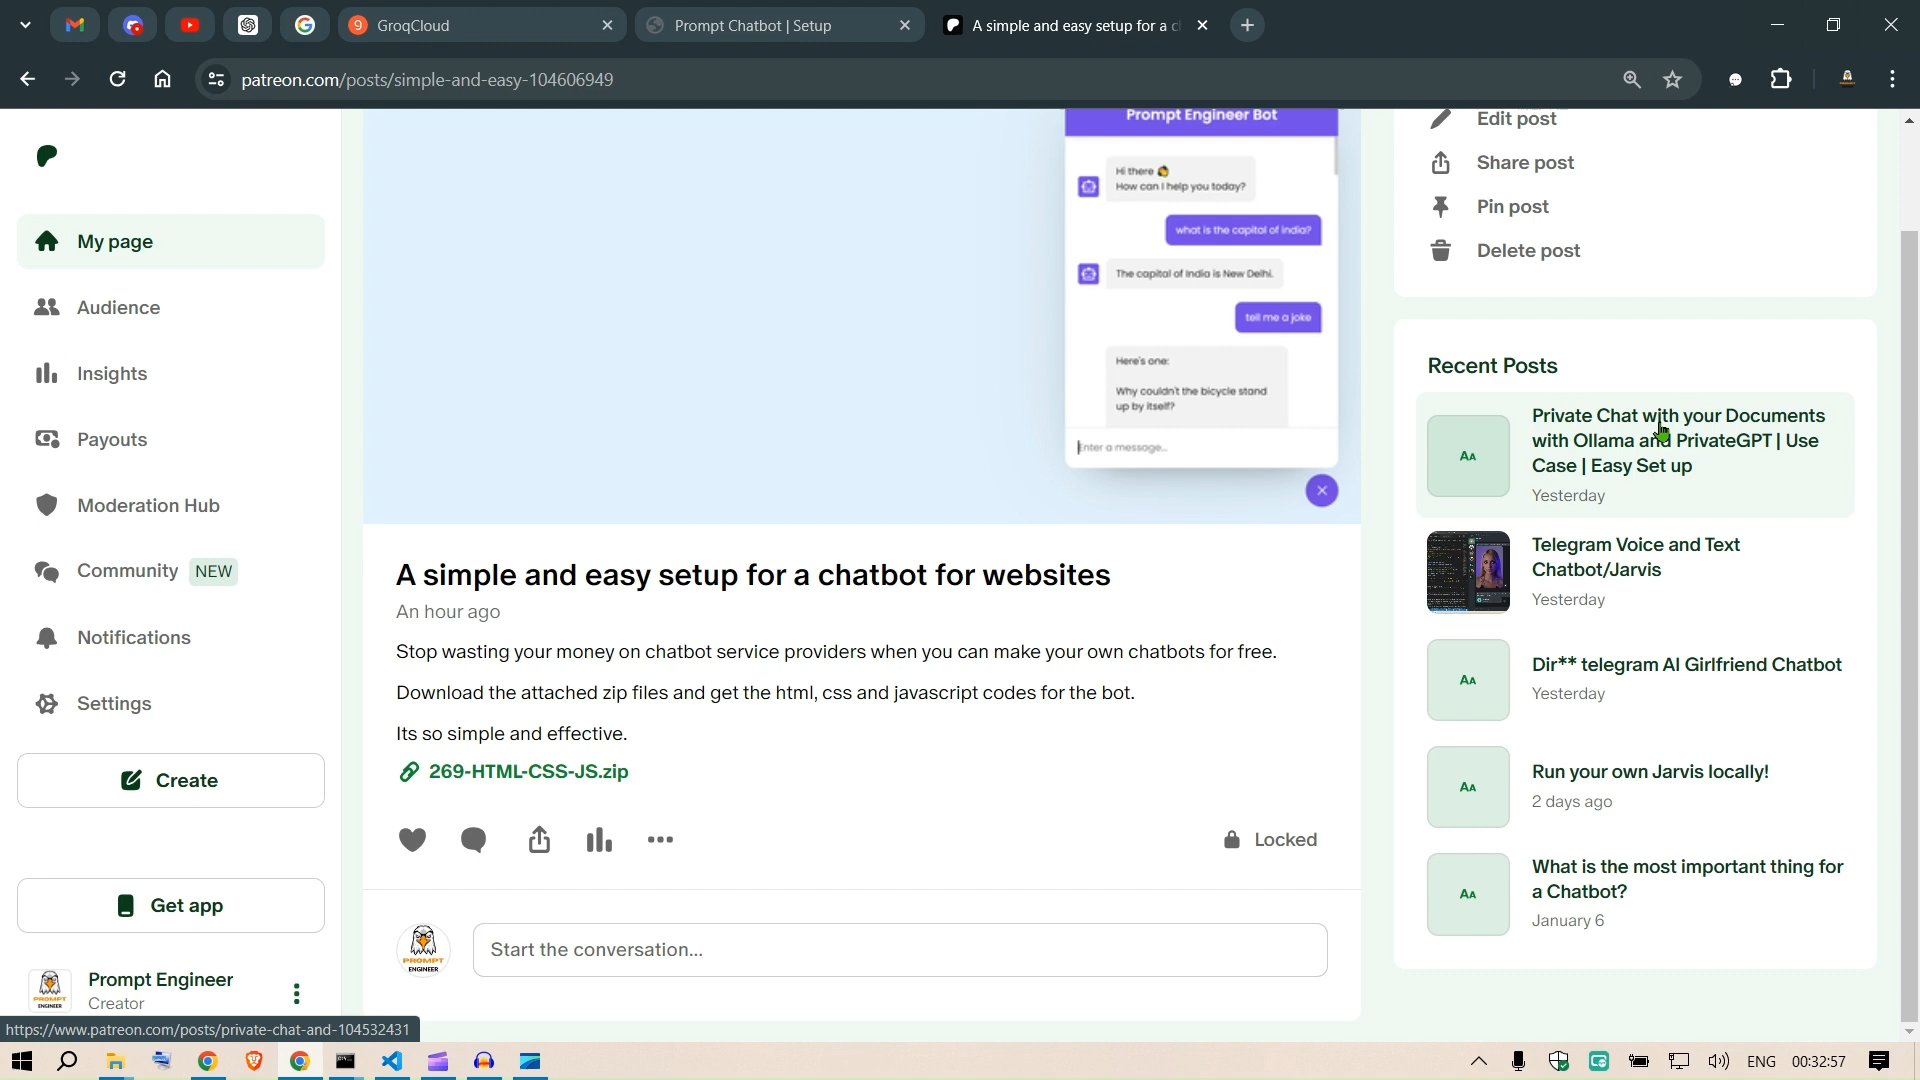 GroqCloud
Prompt Chatbot | Setup
A simple and easy setup for a cl
patreon.com/posts/simple-and-easy-104606949
My page
Audience
Insights
Payouts
Moderation Hub
Community NEW
Notifications
Settings
Create
Get app
PROMPT
ENGINEER
Prompt Engineer
Creator
https://www.patreon.com/posts/private-chat-and-104532431
Prompt Engineer Bot
Hi there
How can I help you today?
what is the capital of india?
The capital of India is New Delhi.
tell me a joke
Here's one:
Why couldn't the bicycle stand
up by itself?
Enter a message...
A simple and easy setup for a chatbot for websites
An hour ago
Stop wasting your money on chatbot service providers when you can make your own chatbots for free.
Download the attached zip files and get the html, css and javascript codes for the bot.
Its so simple and effective.
269-HTML-CSS-JS.zip
Locked
PROMPT
ENGINEER
Start the conversation...
Edit post
Share post
Pin post
Delete post
Recent Posts
AA
Private Chat with your Documents
with Ollama and PrivateGPT | Use
Case | Easy Set up
Yesterday
Telegram Voice and Text
Chatbot/Jarvis
Yesterday
AA
Dir** telegram AI Girlfriend Chatbot
Yesterday
AA
Run your own Jarvis locally!
2 days ago
AA
What is the most important thing for
a Chatbot?
January 6
ENG
00:32:57